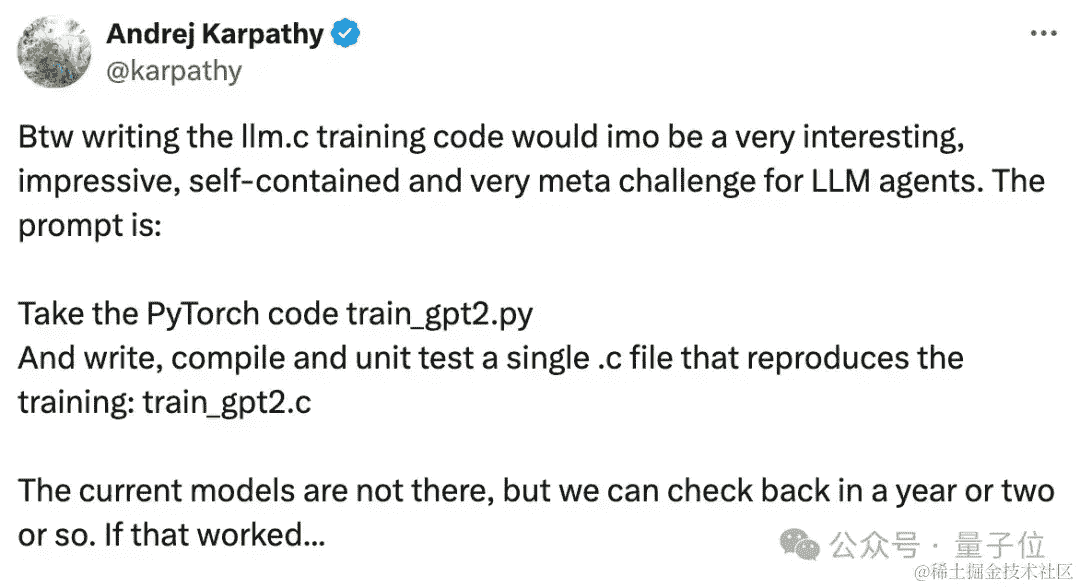 Andrej Karpathy
@karpathy
Btw writing the llm.c training code would imo be a very interesting,
impressive, self-contained and very meta challenge for LLM agents. The
prompt is:
Take the PyTorch code train_gpt2.py
And write, compile and unit test a single .c file that reproduces the
training: train_gpt2.c
The current models are not there, but we can check back in a year or two
or so. If that worked...
公众号 · 量子位
@稀土掘金技术社区